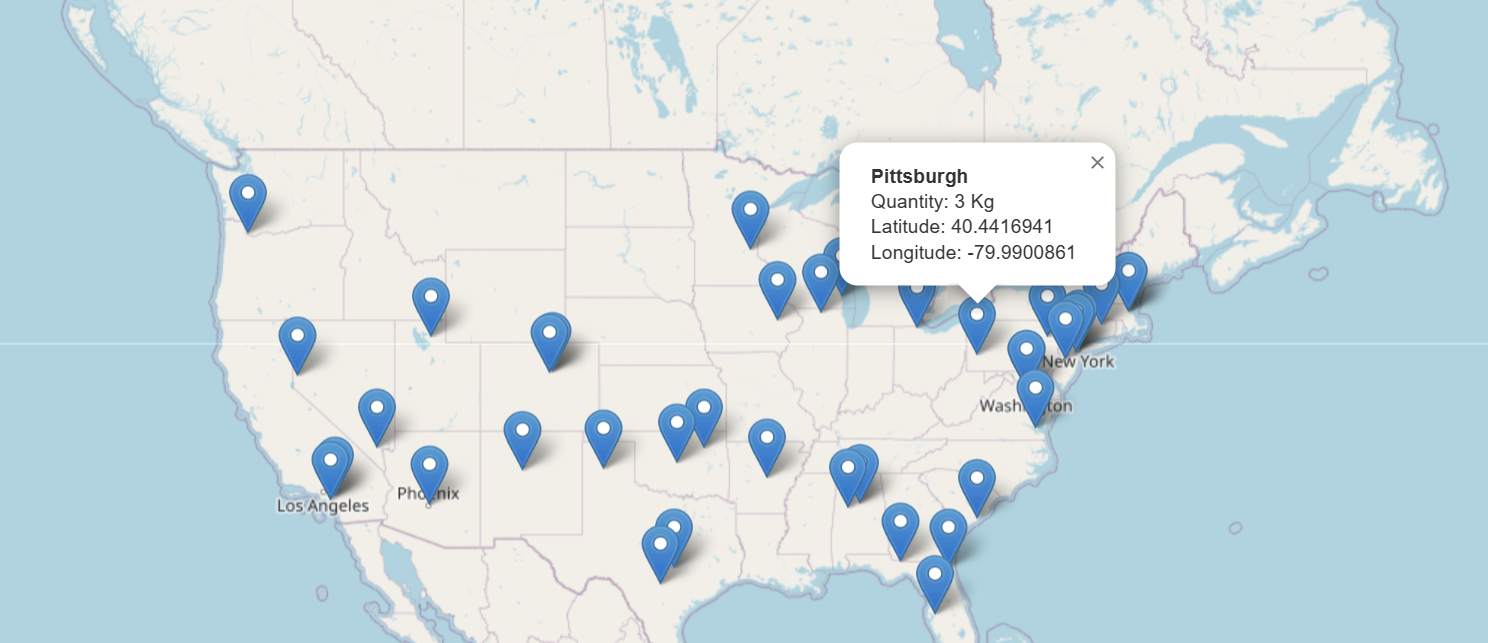 Pittsburgh
Quantity: 3 Kg
Latitude: 40.4416941
Longitude: -79.9900861
New York
Washington
Phoenix
Los Angeles